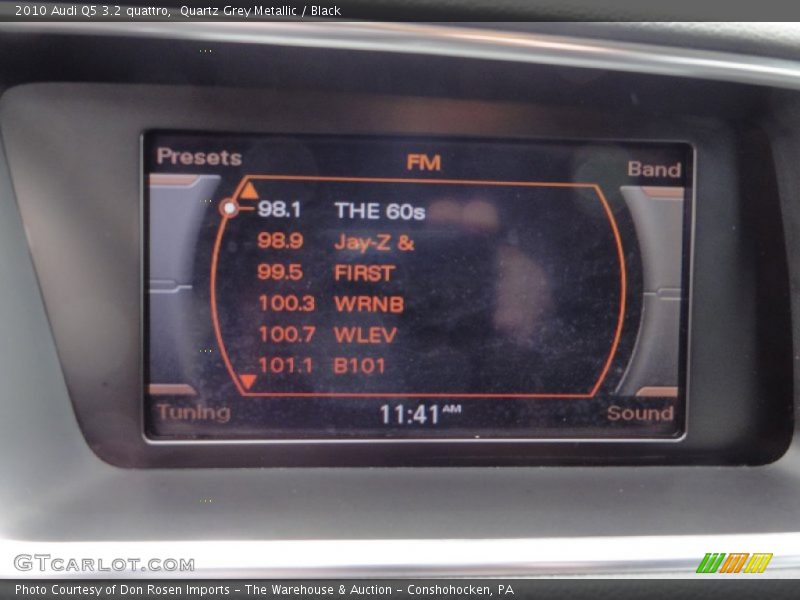 2010 Audi Q5 3.2 quattro,  Quartz Grey Metallic / Black
Presets FM Band
98.1 THE 60s
98.9 Jay-Z &
99.5 FIRST
100.3 WRNB
100.7 WLEV
101.1 B101
Tuning 11:41 AM Sound
GTCARLOT.COM
Photo Courtesy of Don Rosen Imports - The Warehouse & Auction - Conshohocken, PA